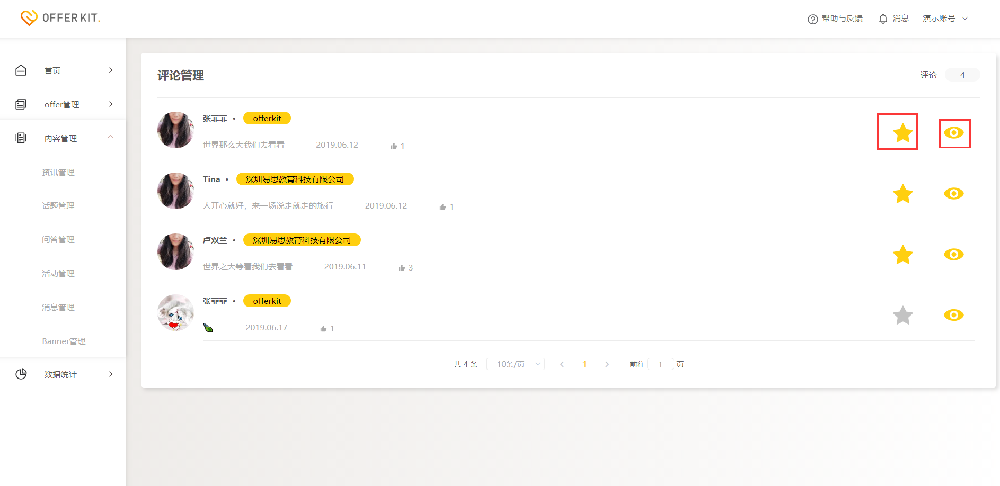 OFFER KIT.
帮助与反馈
消息
演示账号
首页
offer管理
内容管理
资讯管理
话题管理
问答管理
活动管理
消息管理
Banner管理
数据统计
评论管理
评论 4
张菲菲 • offerkit
世界那么大我们去看看 2019.06.12 1
Tina • 深圳易思教育科技有限公司
人开心就好，来一场说走就走的旅行 2019.06.12 1
卢双兰 • 深圳易思教育科技有限公司
世界之大等着我们去看看 2019.06.11 3
张菲菲 • offerkit
2019.06.17 1
共 4 条 10条/页 1 前往 1 页